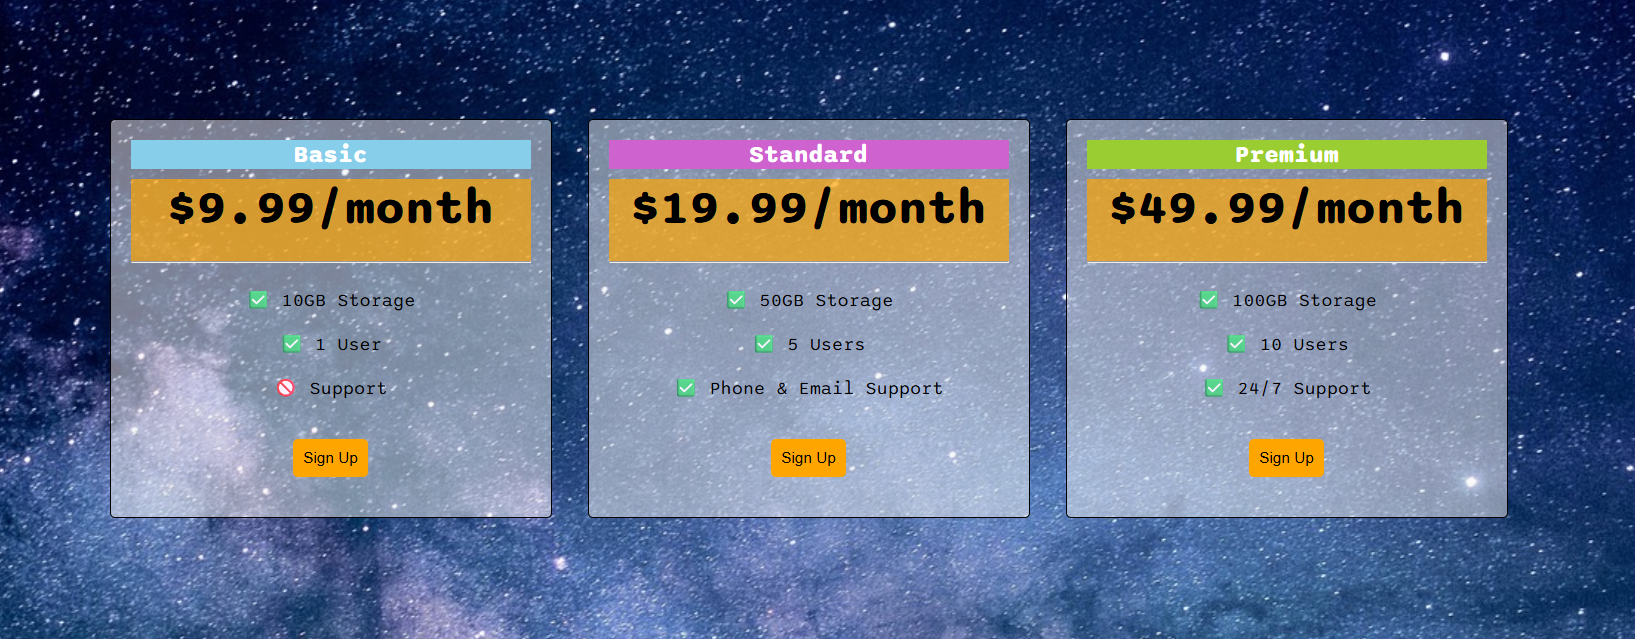 Basic
$9.99/month
✅ 10GB Storage
✅ 1 User
🚫 Support
Sign Up
Standard
$19.99/month
✅ 50GB Storage
✅ 5 Users
✅ Phone & Email Support
Sign Up
Premium
$49.99/month
✅ 100GB Storage
✅ 10 Users
✅ 24/7 Support
Sign Up